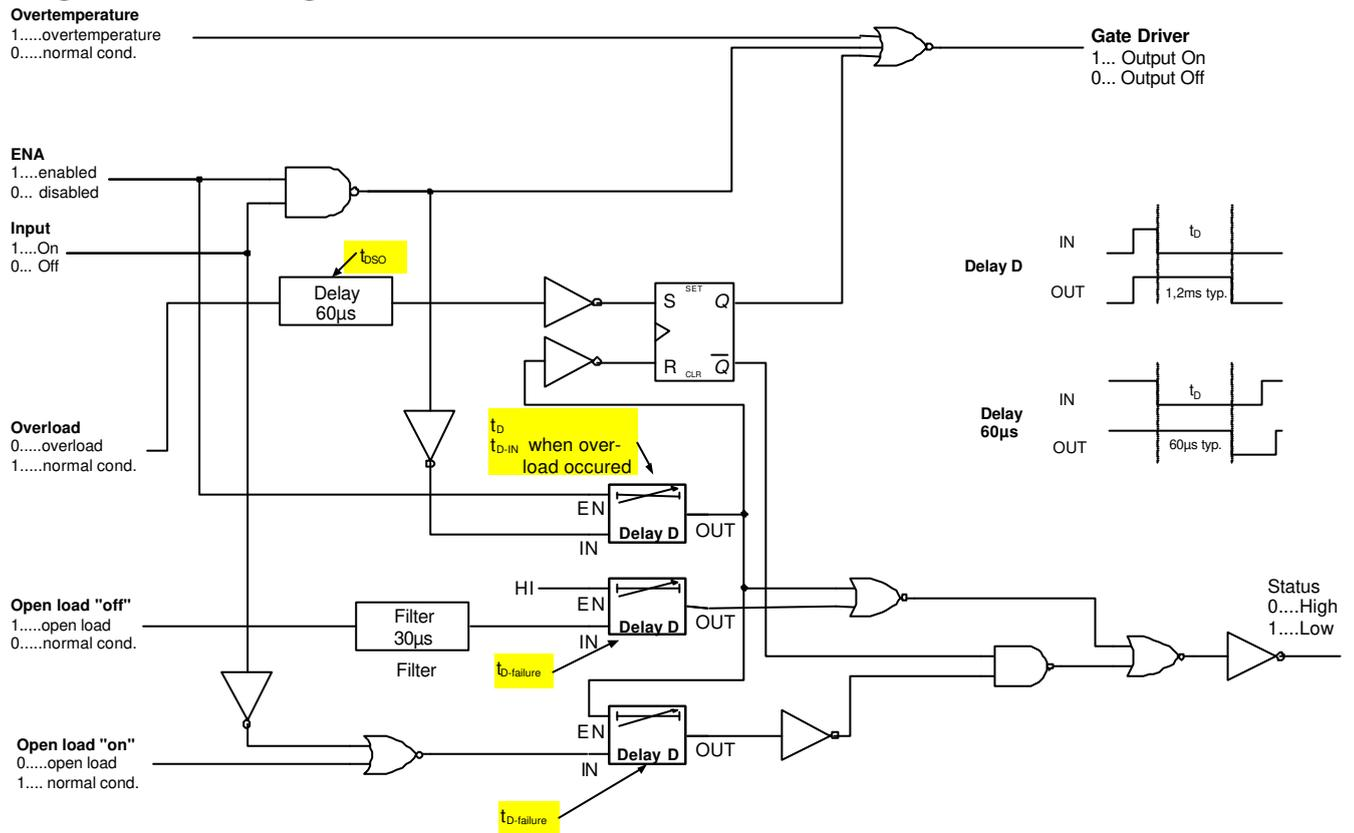 Overtemperature
1.....overtemperature
0.....normal cond.
Gate Driver
1... Output On
0... Output Off
ENA
1....enabled
0... disabled
Input
1....On
0... Off
tDSO
Delay
60µs
S
SET
Q
R
CLR
Q
Delay D
IN
OUT
tD
1,2ms typ.
Delay
60µs
IN
OUT
tD
60µs typ.
Overload
0.....overload
1.....normal cond.
tD
tD-IN when over-
load occured
EN
IN
Delay D
OUT
Open load "off"
1.....open load
0.....normal cond.
Filter
30µs
Filter
HI
EN
IN
Delay D
OUT
tD-failure
Status
0....High
1....Low
Open load "on"
0.....open load
1.... normal cond.
EN
IN
Delay D
OUT
tD-failure